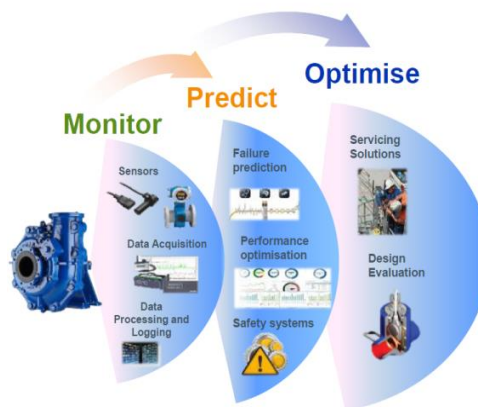 Optimise
Predict
Monitor
Sensors
Data Acquisition
Data
Processing and
Logging
Failure
prediction
Performance
optimisation
Safety systems
Servicing
Solutions
Design
Evaluation